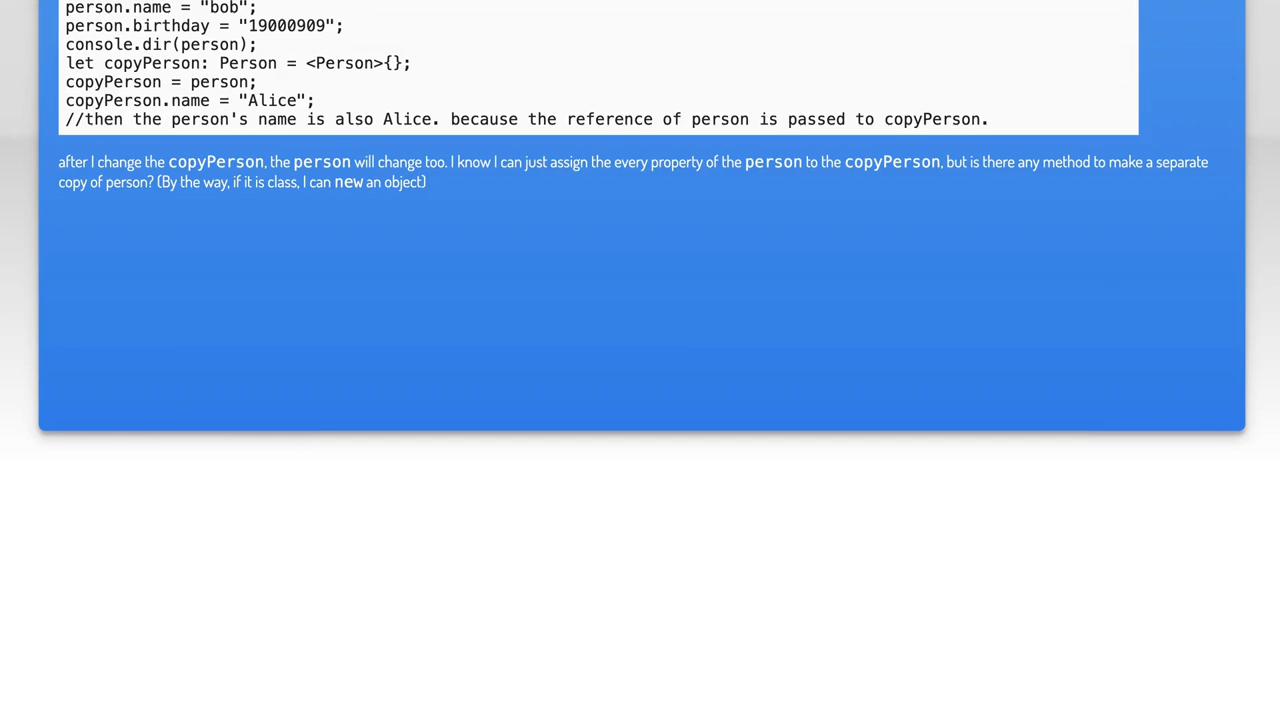 person.name = "bob";
person.birthday = "19000909";
console.dir(person);
let copyPerson: Person = <Person>{};
copyPerson = person;
copyPerson.name = "Alice";
//then the person's name is also Alice. because the reference of person is passed to copyPerson.
after I change the copyPerson, the person will change too. I know I can just assign the every property of the person to the copyPerson, but is there any method to make a separate
copy of person? (By the way, if it is class, I can new an object)